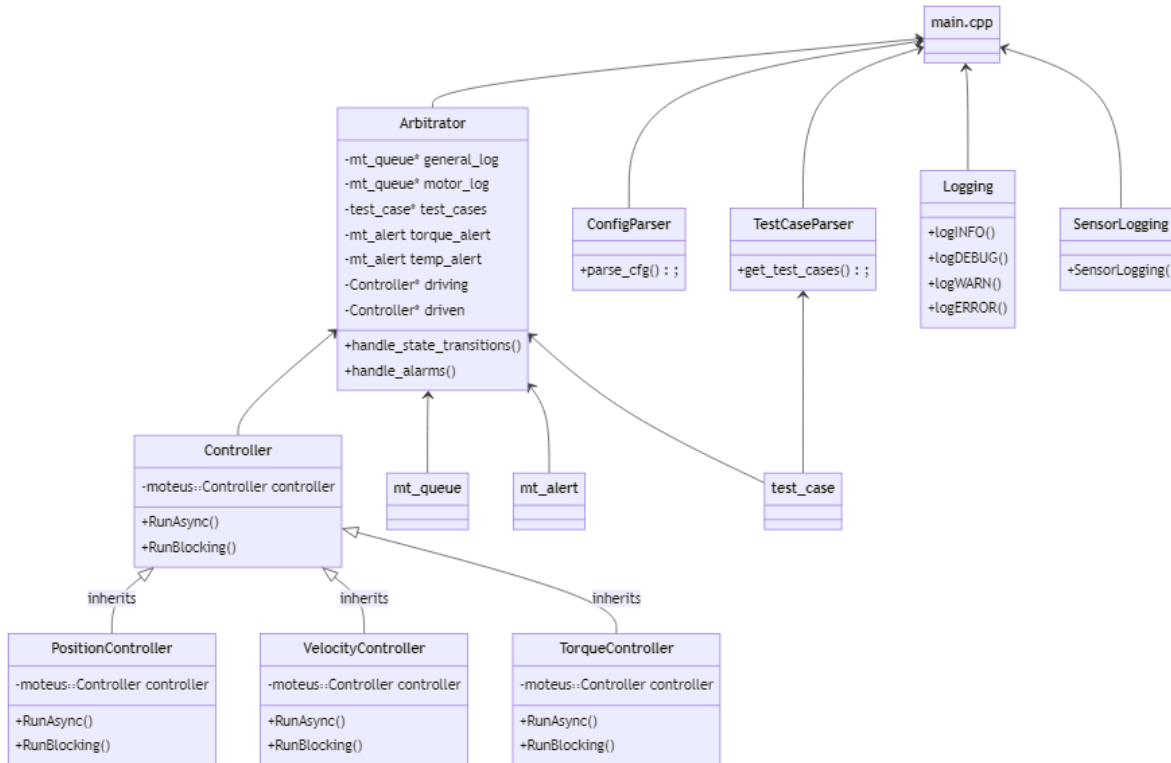 main.cpp
Arbitrator
-mt_queue* general_log
-mt_queue* motor_log
-test_case* test_cases
-mt_alert torque_alert
-mt_alert temp_alert
-Controller* driving
-Controller* driven
+handle_state_transitions()
+handle_alarms()
ConfigParser
+parse_cfg() : ;
TestCaseParser
+get_test_cases() : ;
Logging
+logINFO()
+logDEBUG()
+logWARN()
+logERROR()
SensorLogging
+SensorLogging()
Controller
-moteus::Controller controller
+RunAsync()
+RunBlocking()
mt_queue
mt_alert
test_case
inherits
inherits
inherits
PositionController
-moteus::Controller controller
+RunAsync()
+RunBlocking()
VelocityController
-moteus::Controller controller
+RunAsync()
+RunBlocking()
TorqueController
-moteus::Controller controller
+RunAsync()
+RunBlocking()